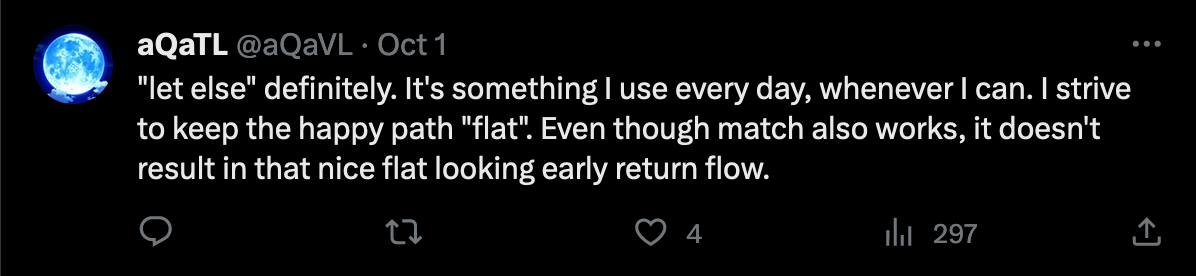 aQaTL @aQaVL · Oct 1
"let else" definitely. It's something I use every day, whenever I can. I strive
to keep the happy path "flat". Even though match also works, it doesn't
result in that nice flat looking early return flow.
4 297